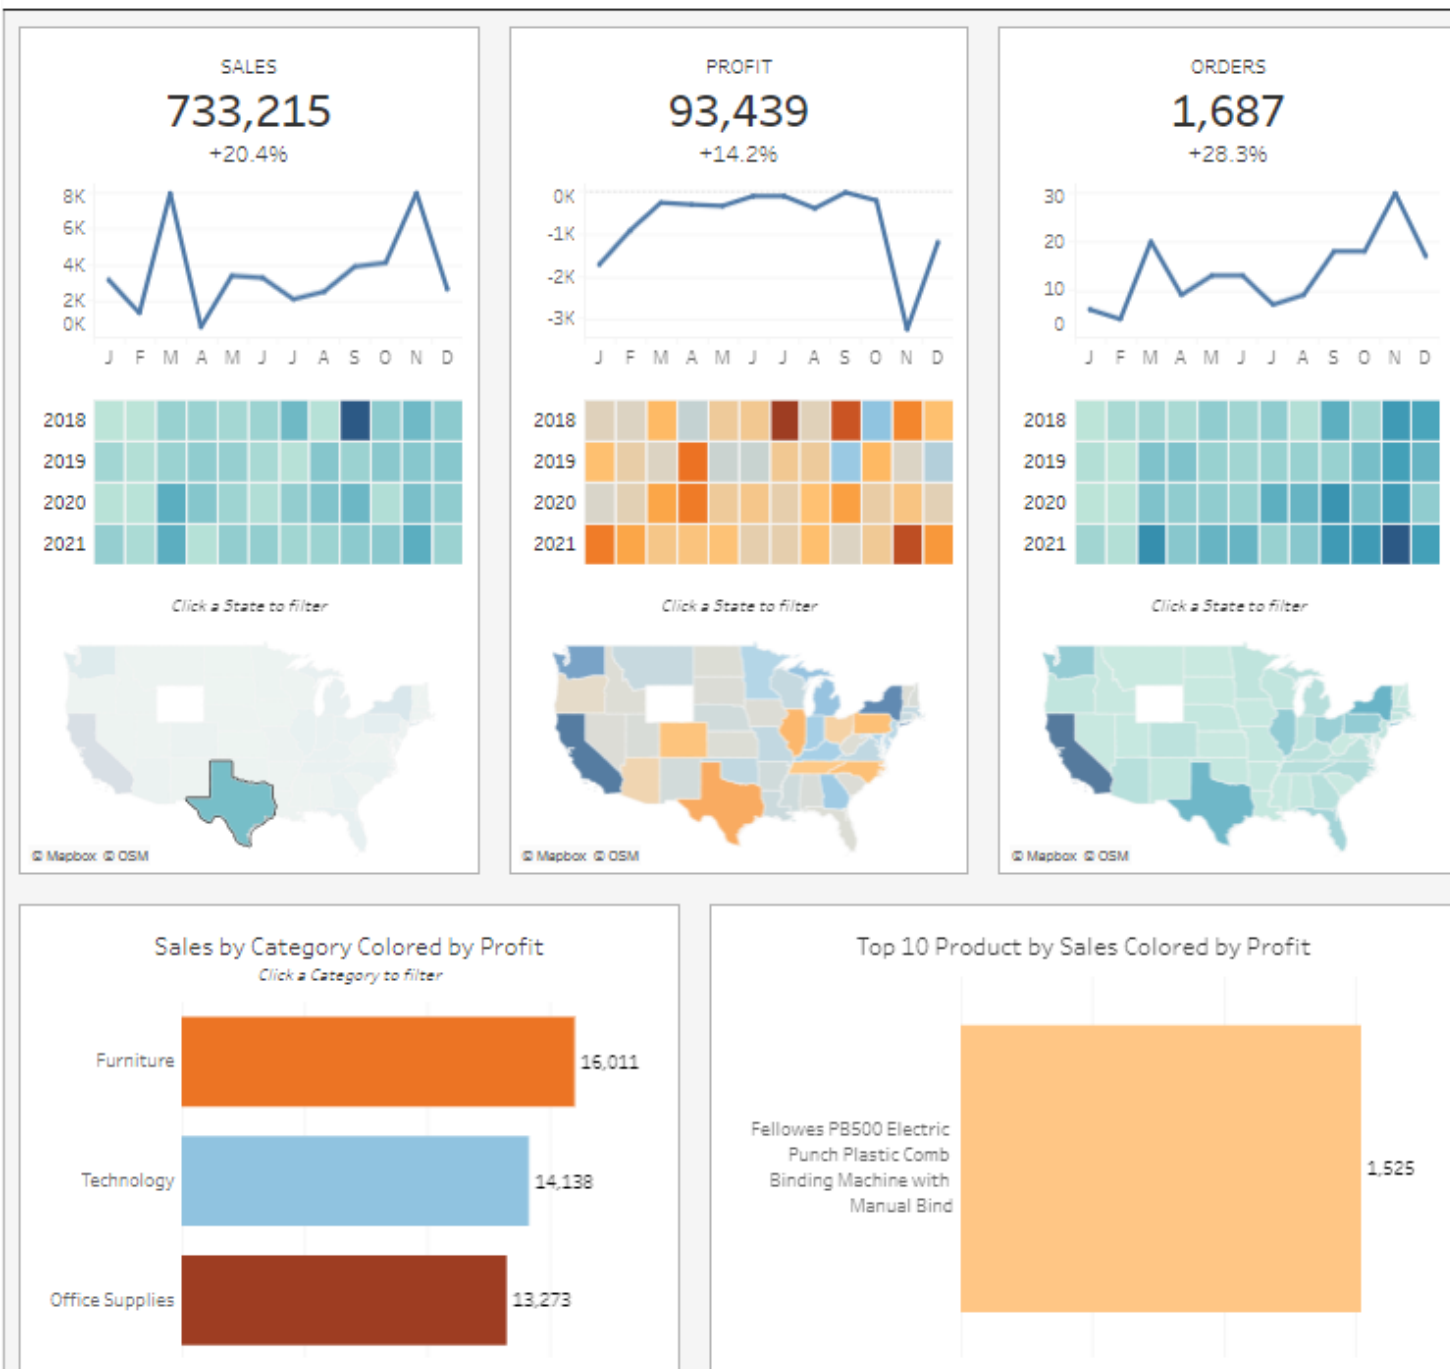 SALES
733,215
+20.4%
8K
6K
4K
2K
0K
J F M A M J J A S O N D
2018
2019
2020
2021
Click a State to filter
© Mapbox © OSM
PROFIT
93,439
+14.2%
0K
-1K
-2K
-3K
J F M A M J J A S O N D
2018
2019
2020
2021
Click a State to filter
© Mapbox © OSM
ORDERS
1,687
+28.3%
30
20
10
0
J F M A M J J A S O N D
2018
2019
2020
2021
Click a State to filter
© Mapbox © OSM
Sales by Category Colored by Profit
Click a Category to filter
Furniture 16,011
Technology 14,138
Office Supplies 13,273
Top 10 Product by Sales Colored by Profit
Fellowes PB500 Electric
Punch Plastic Comb
Binding Machine with
Manual Bind
1,525